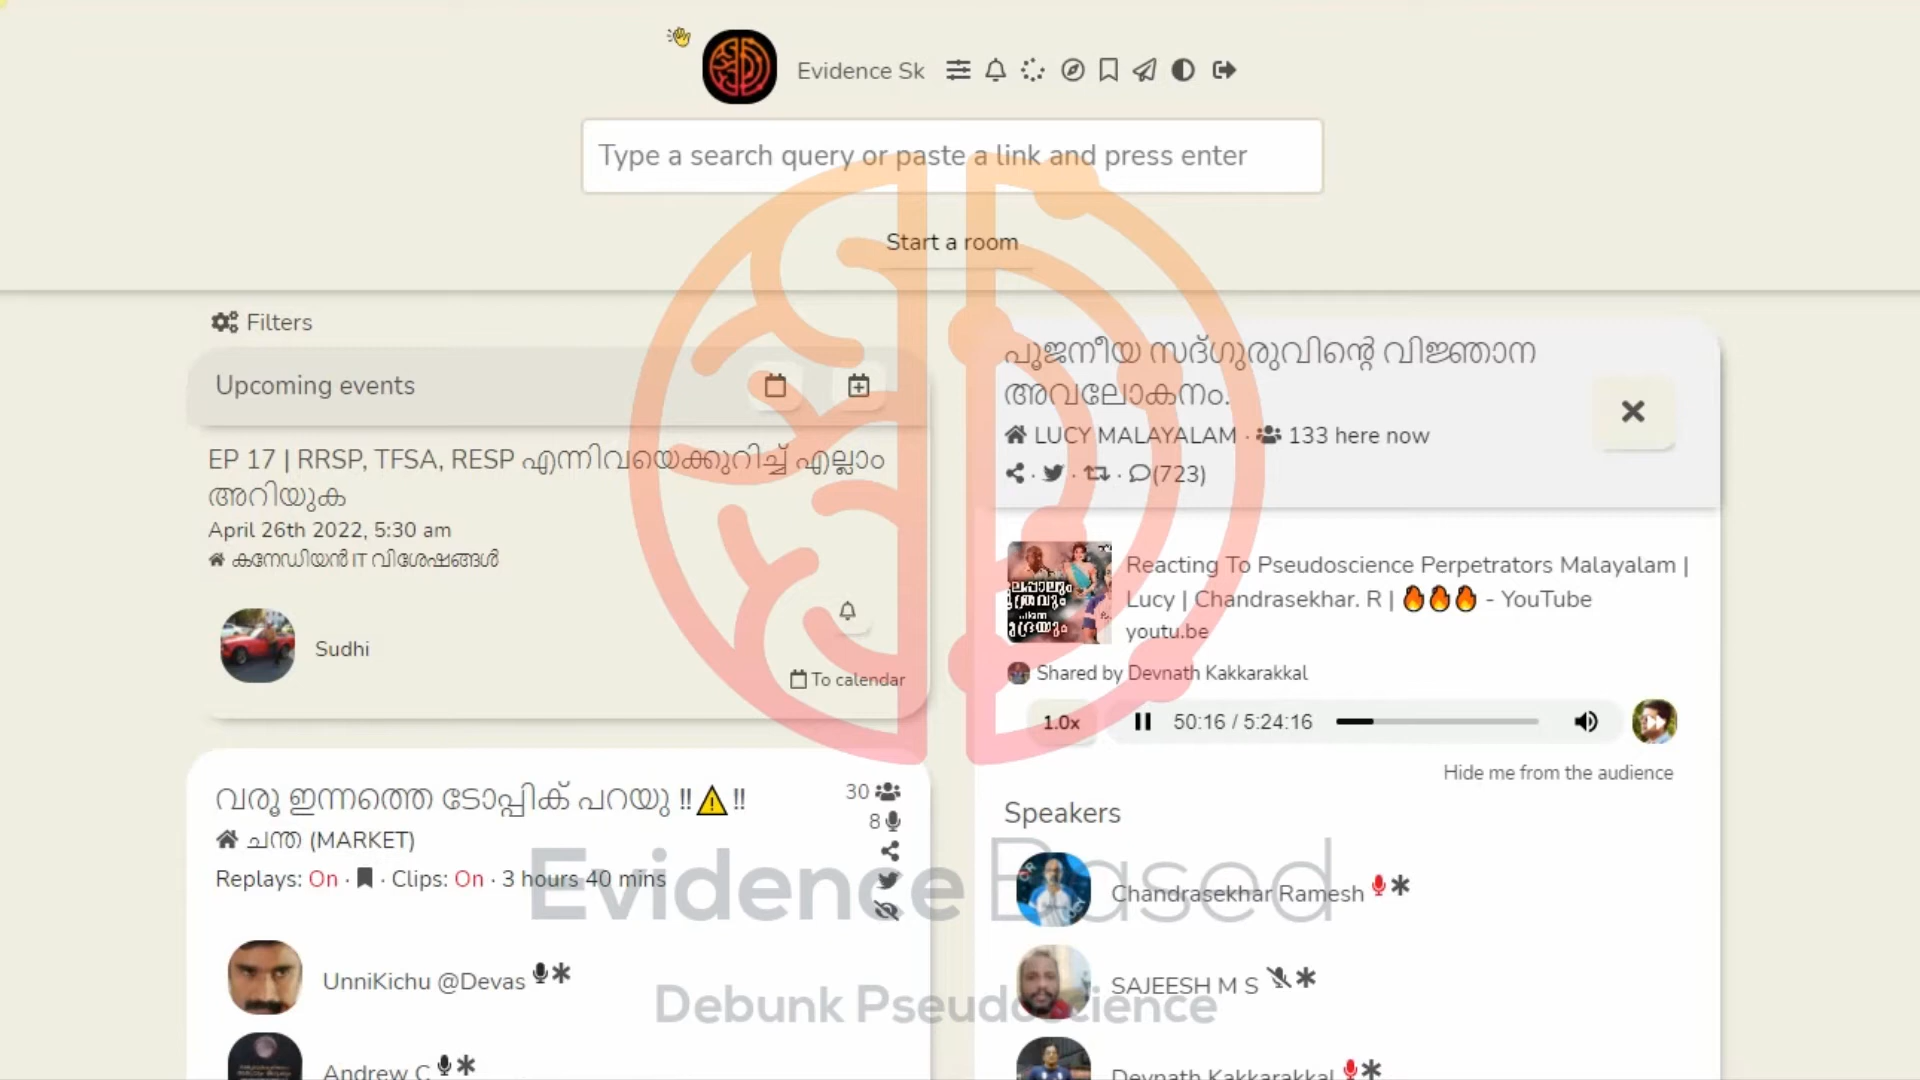 Evidence Sk
Type a search query or paste a link and press enter
Start a room
Filters
Upcoming events
EP 17 | RRSP, TFSA, RESP എന്നിവയെക്കുറിച്ച് എല്ലാം
അറിയുക
April 26th 2022, 5:30 am
കനേഡിയൻ IT വിശേഷങ്ങൾ
Sudhi
To calendar
വരൂ ഇന്നത്തെ ടോപ്പിക് പറയു ‼️⚠️‼️
30
8
ചന്ത (MARKET)
Replays: On · · Clips: On · 3 hours 40 mins
UnniKichu @Devas
Andrew C
പൂജനീയ സദ്ഗുരുവിന്റെ വിജ്ഞാന
അവലോകനം.
LUCY MALAYALAM · 133 here now
(723)
Reacting To Pseudoscience Perpetrators Malayalam |
Lucy | Chandrasekhar. R | 🔥🔥🔥 - YouTube
youtu.be
Shared by Devnath Kakkarakkal
1.0x
50:16 / 5:24:16
Hide me from the audience
Speakers
Chandrasekhar Ramesh
SAJEESH M S
Devnath Kakkarakkal
Evidence Based
Debunk Pseudoscience